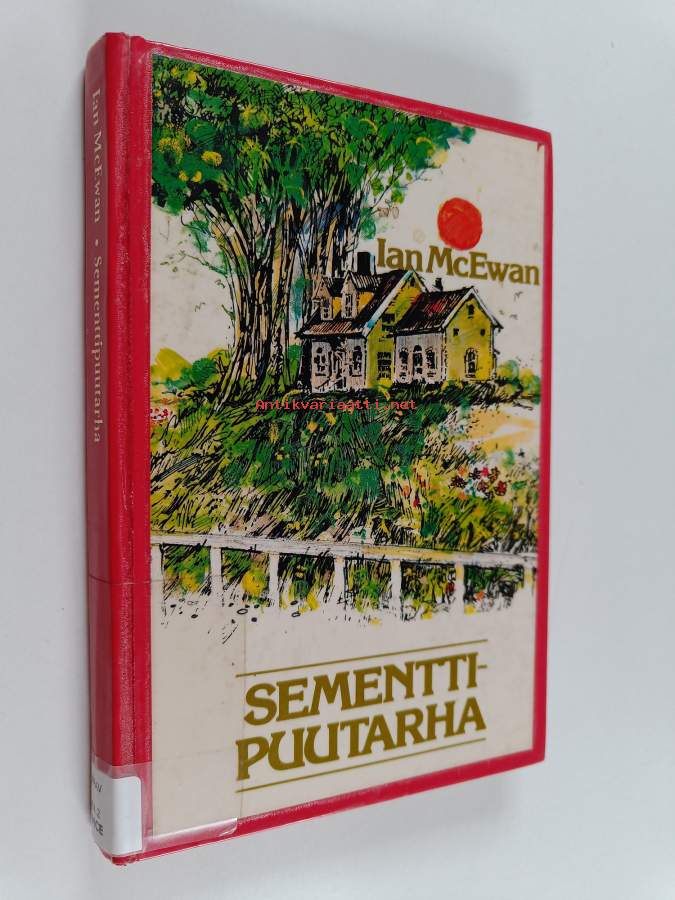 Ian McEwan • Sementtipuutarha
Ian McEwan
Antikvariaatti.net
SEMENTTI-
PUUTARHA